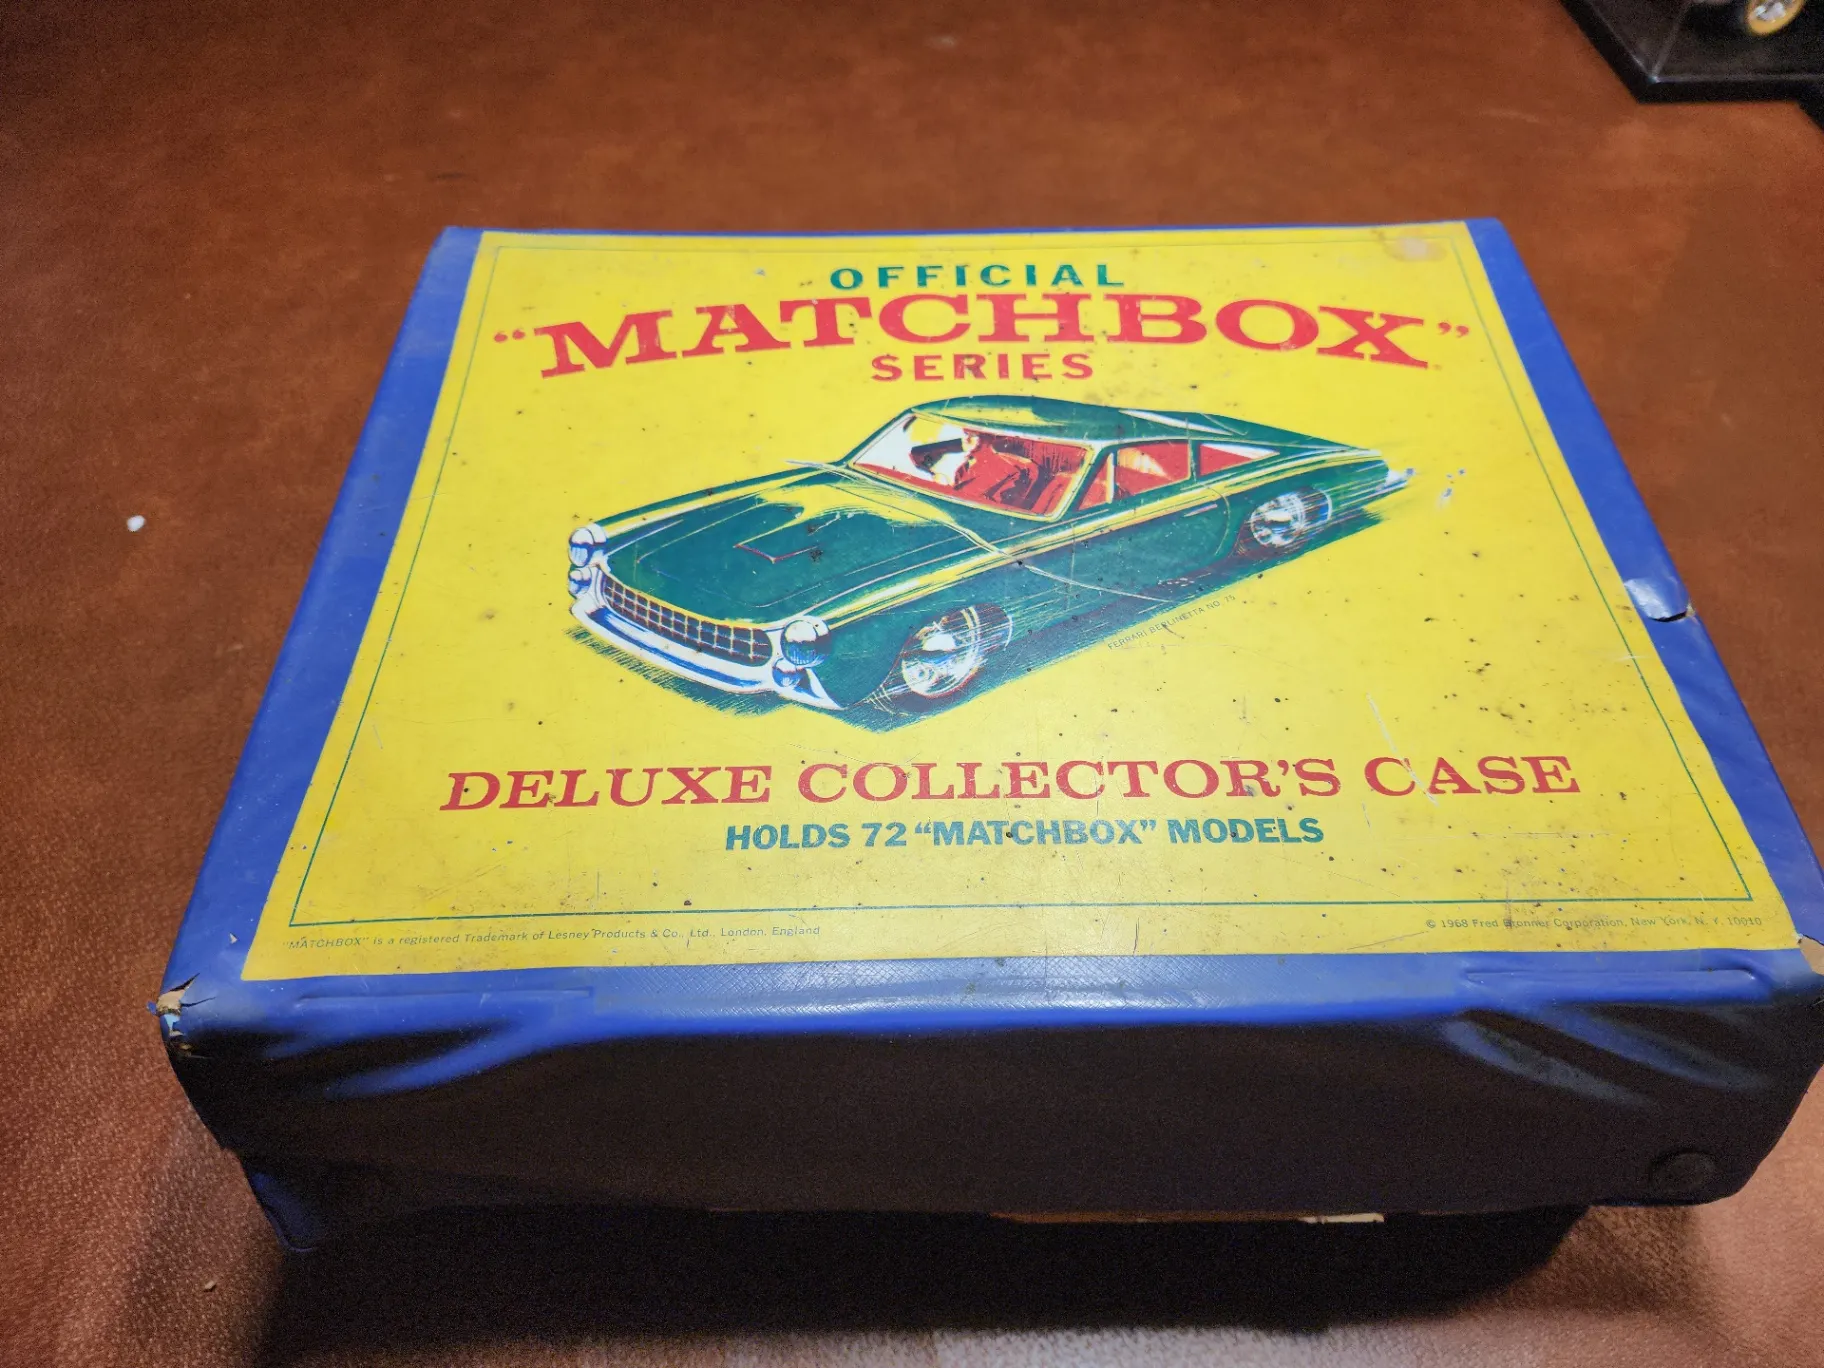 OFFICIAL
"MATCHBOX"
SERIES
FERRARI BERLINETTA NO. 75
DELUXE COLLECTOR'S CASE
HOLDS 72 "MATCHBOX" MODELS
"MATCHBOX" is a registered Trademark of Lesney Products & Co., Ltd., London, England
© 1968 Fred Bronner Corporation, New York, N. Y. 10010